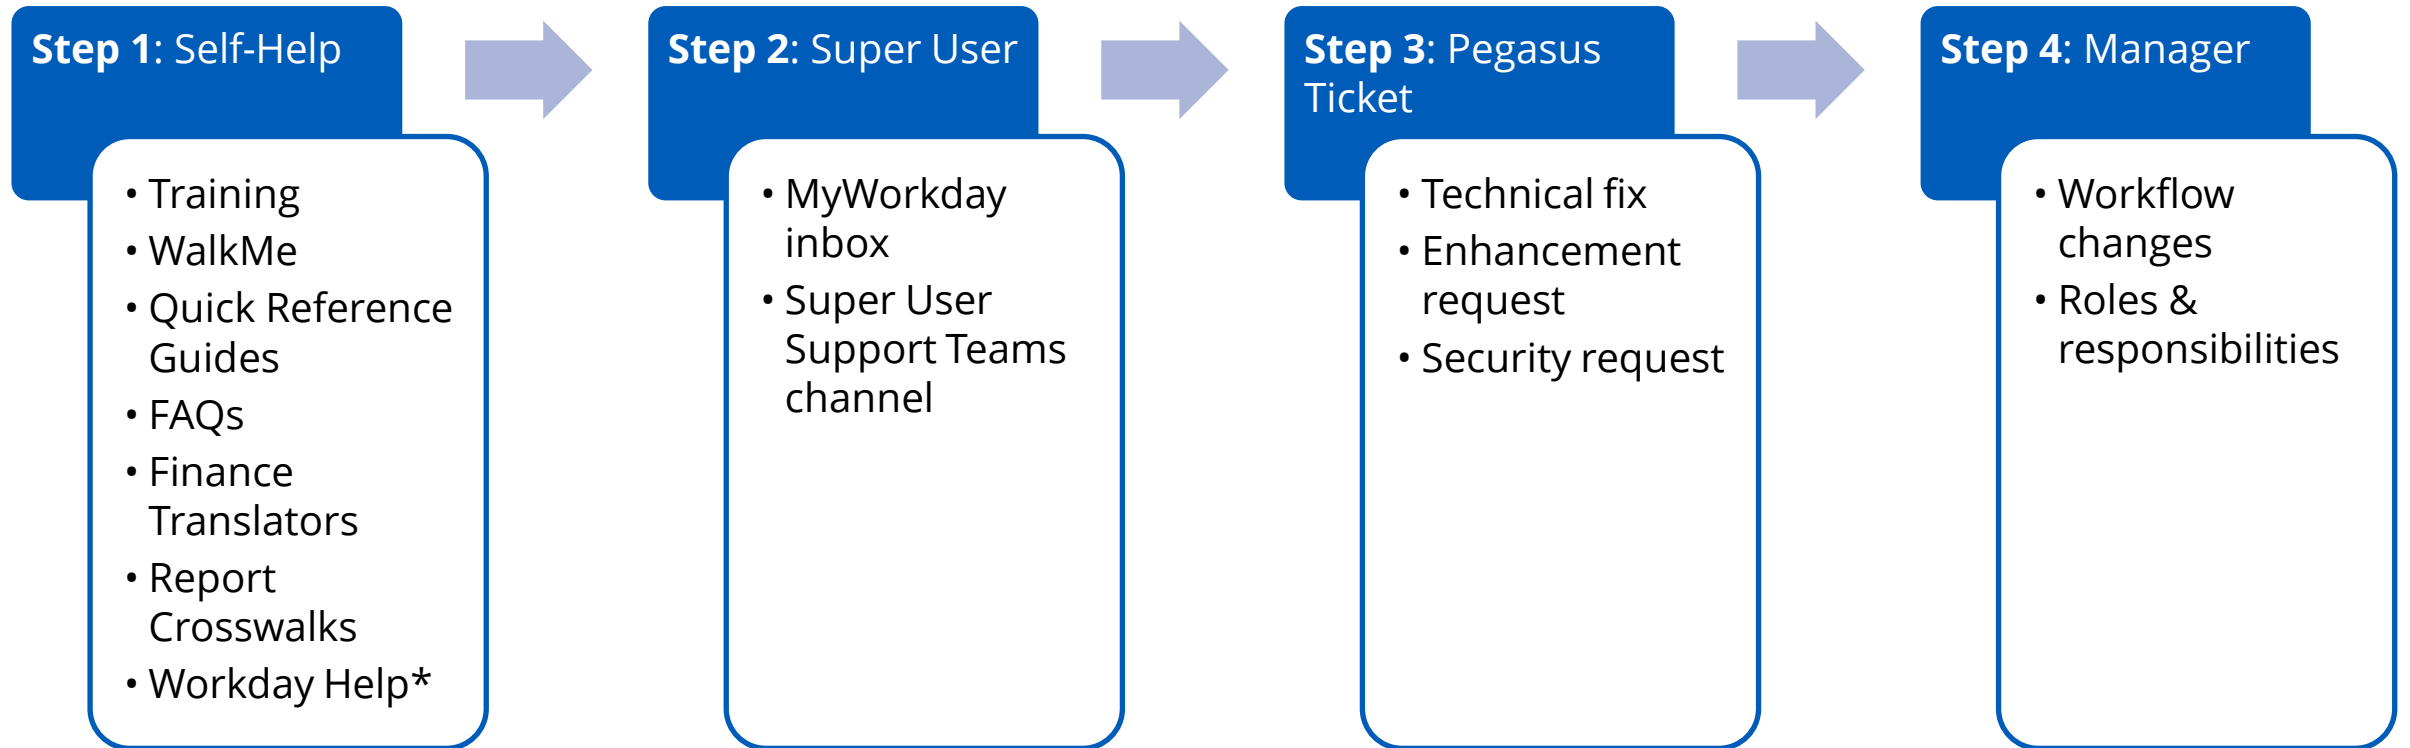 Step 1: Self-Help
• Training
• WalkMe
• Quick Reference
Guides
• FAQs
• Finance
Translators
• Report
Crosswalks
• Workday Help*
Step 2: Super User
• MyWorkday
inbox
• Super User
Support Teams
channel
Step 3: Pegasus
Ticket
• Technical fix
• Enhancement
request
• Security request
Step 4: Manager
• Workflow
changes
• Roles &
responsibilities